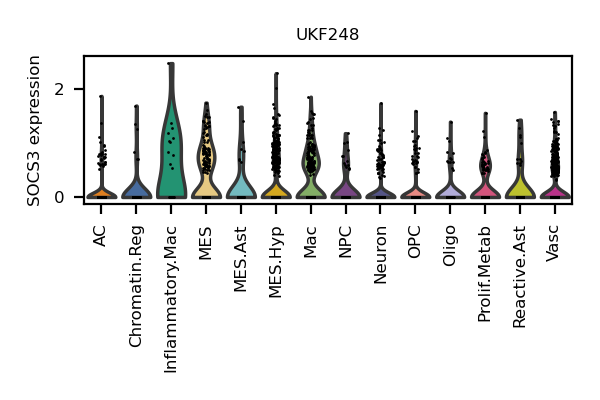 UKF248
SOCS3 expression
2
0
AC
Chromatin.Reg
Inflammatory.Mac
MES
MES.Ast
MES.Hyp
Mac
NPC
Neuron
OPC
Oligo
Prolif.Metab
Reactive.Ast
Vasc